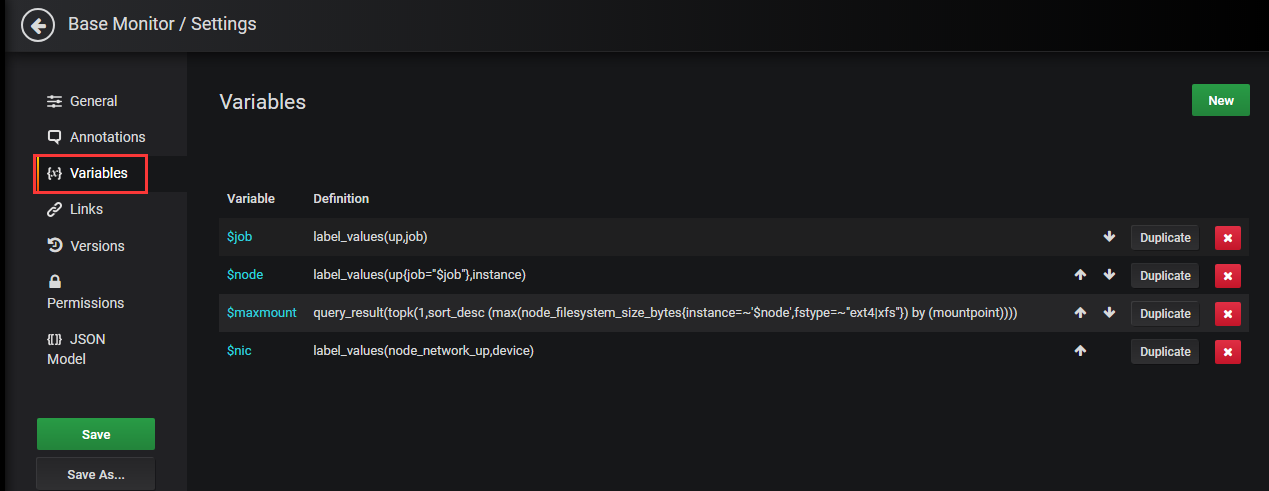 Base Monitor / Settings
General
Annotations
Variables
Links
Versions
Permissions
JSON
Model
Save
Save As...
Variables
New
Variable Definition
$job label_values(up,job) Duplicate
$node label_values(up{job="$job"},instance) Duplicate
$maxmount query_result(topk(1,sort_desc (max(node_filesystem_size_bytes{instance=~'$node',fstype=~"ext4|xfs"}) by (mountpoint)))) Duplicate
$nic label_values(node_network_up,device) Duplicate